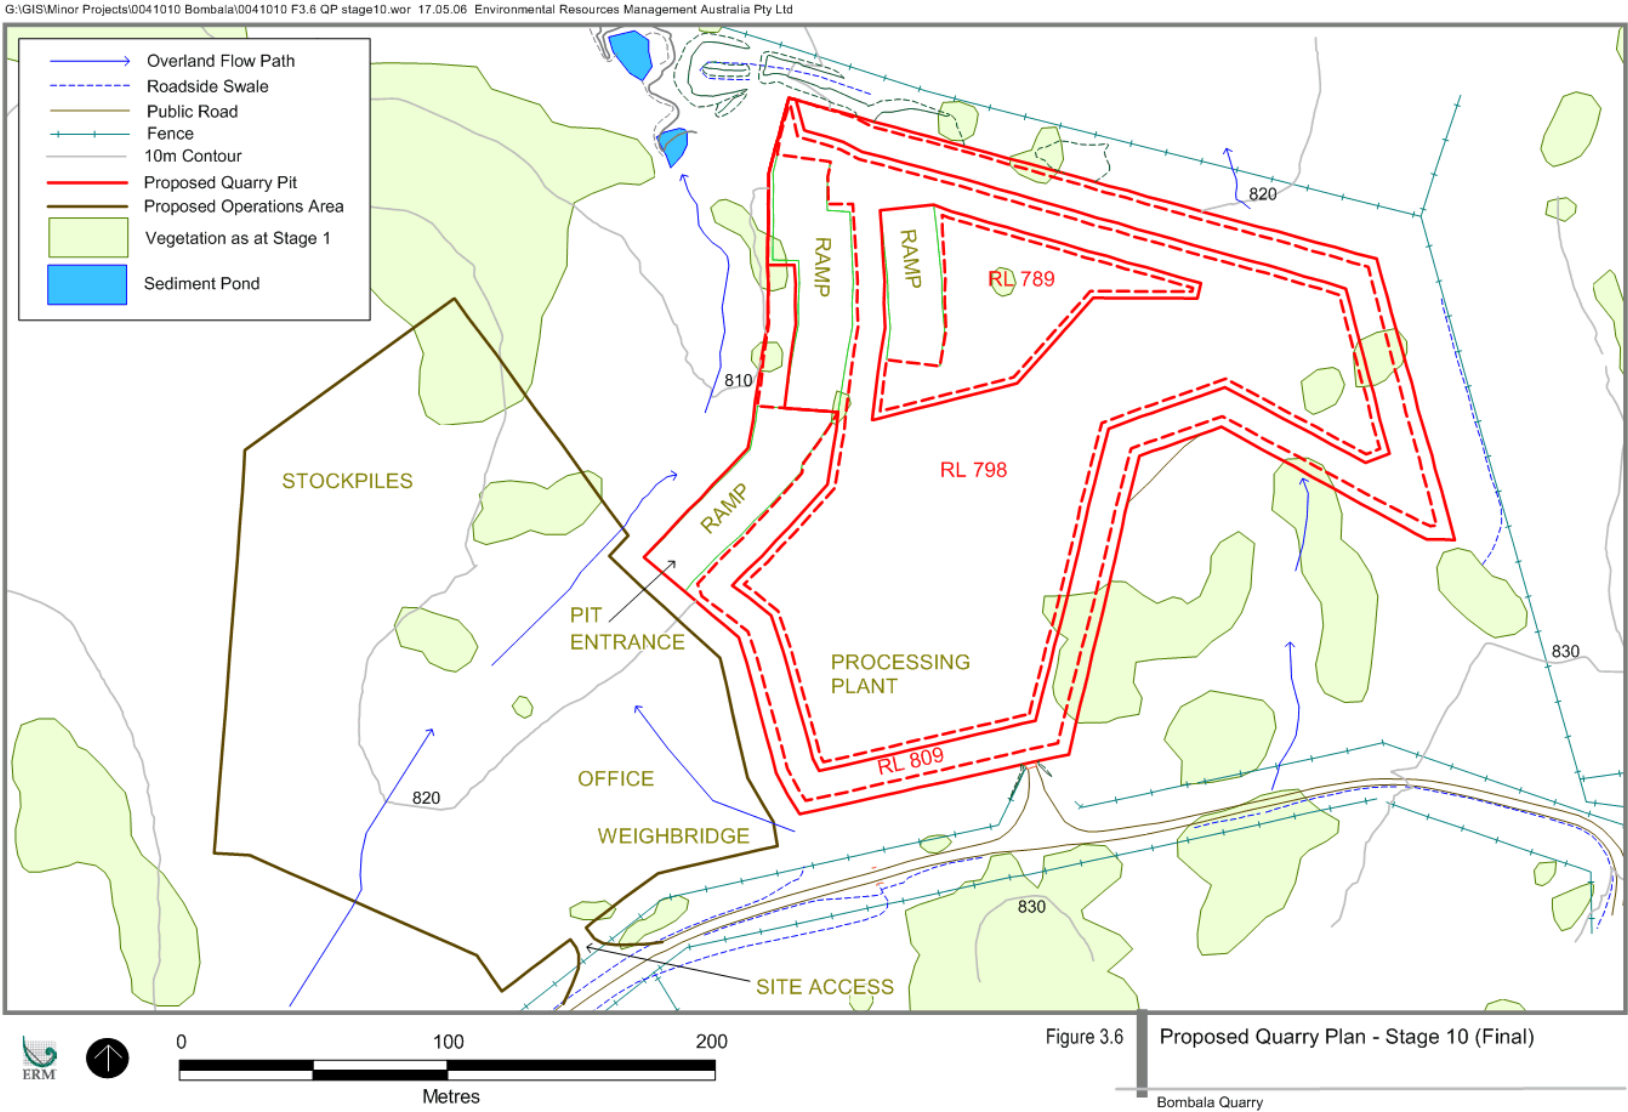 G:\GIS\Minor Projects\0041010 Bombala\0041010 F3.6 QP stage10.wor  17.05.06  Environmental Resources Management Australia Pty Ltd
Overland Flow Path
Roadside Swale
Public Road
Fence
10m Contour
Proposed Quarry Pit
Proposed Operations Area
Vegetation as at Stage 1
Sediment Pond
820
RAMP
RAMP
RL 789
810
RL 798
STOCKPILES
RAMP
PIT
ENTRANCE
PROCESSING
PLANT
830
RL 809
OFFICE
820
WEIGHBRIDGE
830
SITE ACCESS
ERM
0
100
200
Metres
Figure 3.6
Proposed Quarry Plan - Stage 10 (Final)
Bombala Quarry